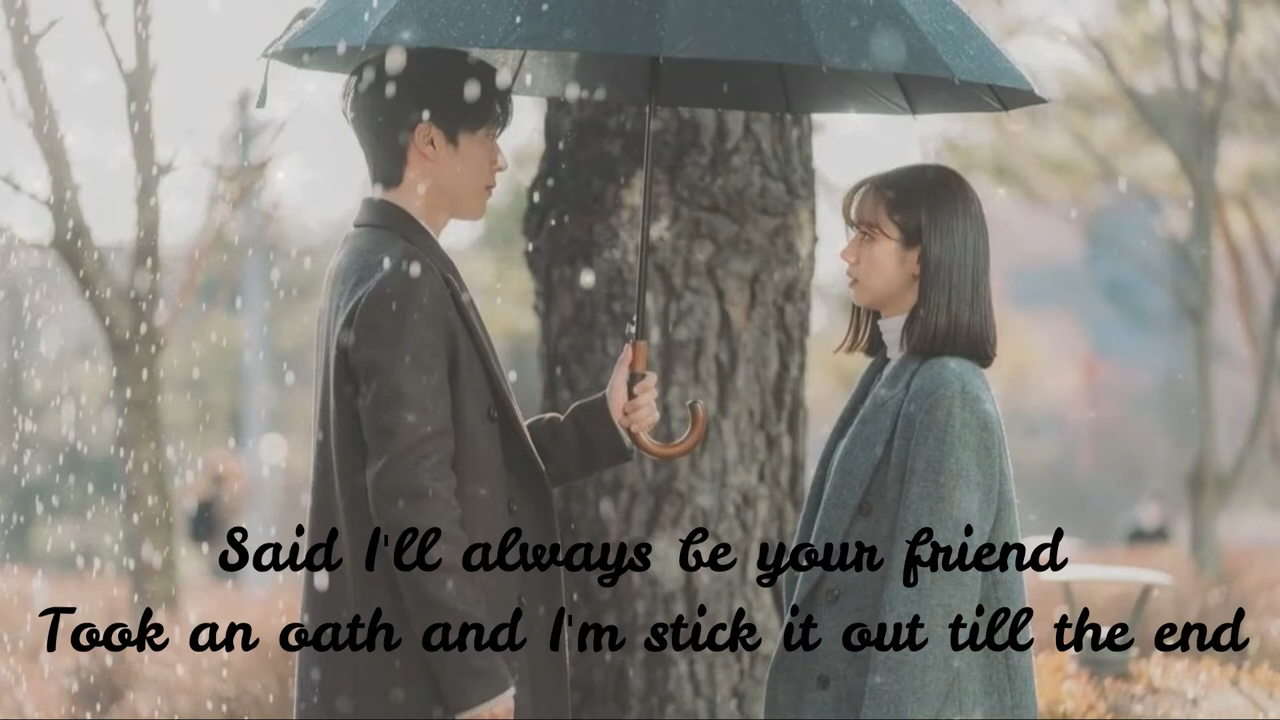 Said I'll always be your friend
Took an oath and I'm stick it out till the end